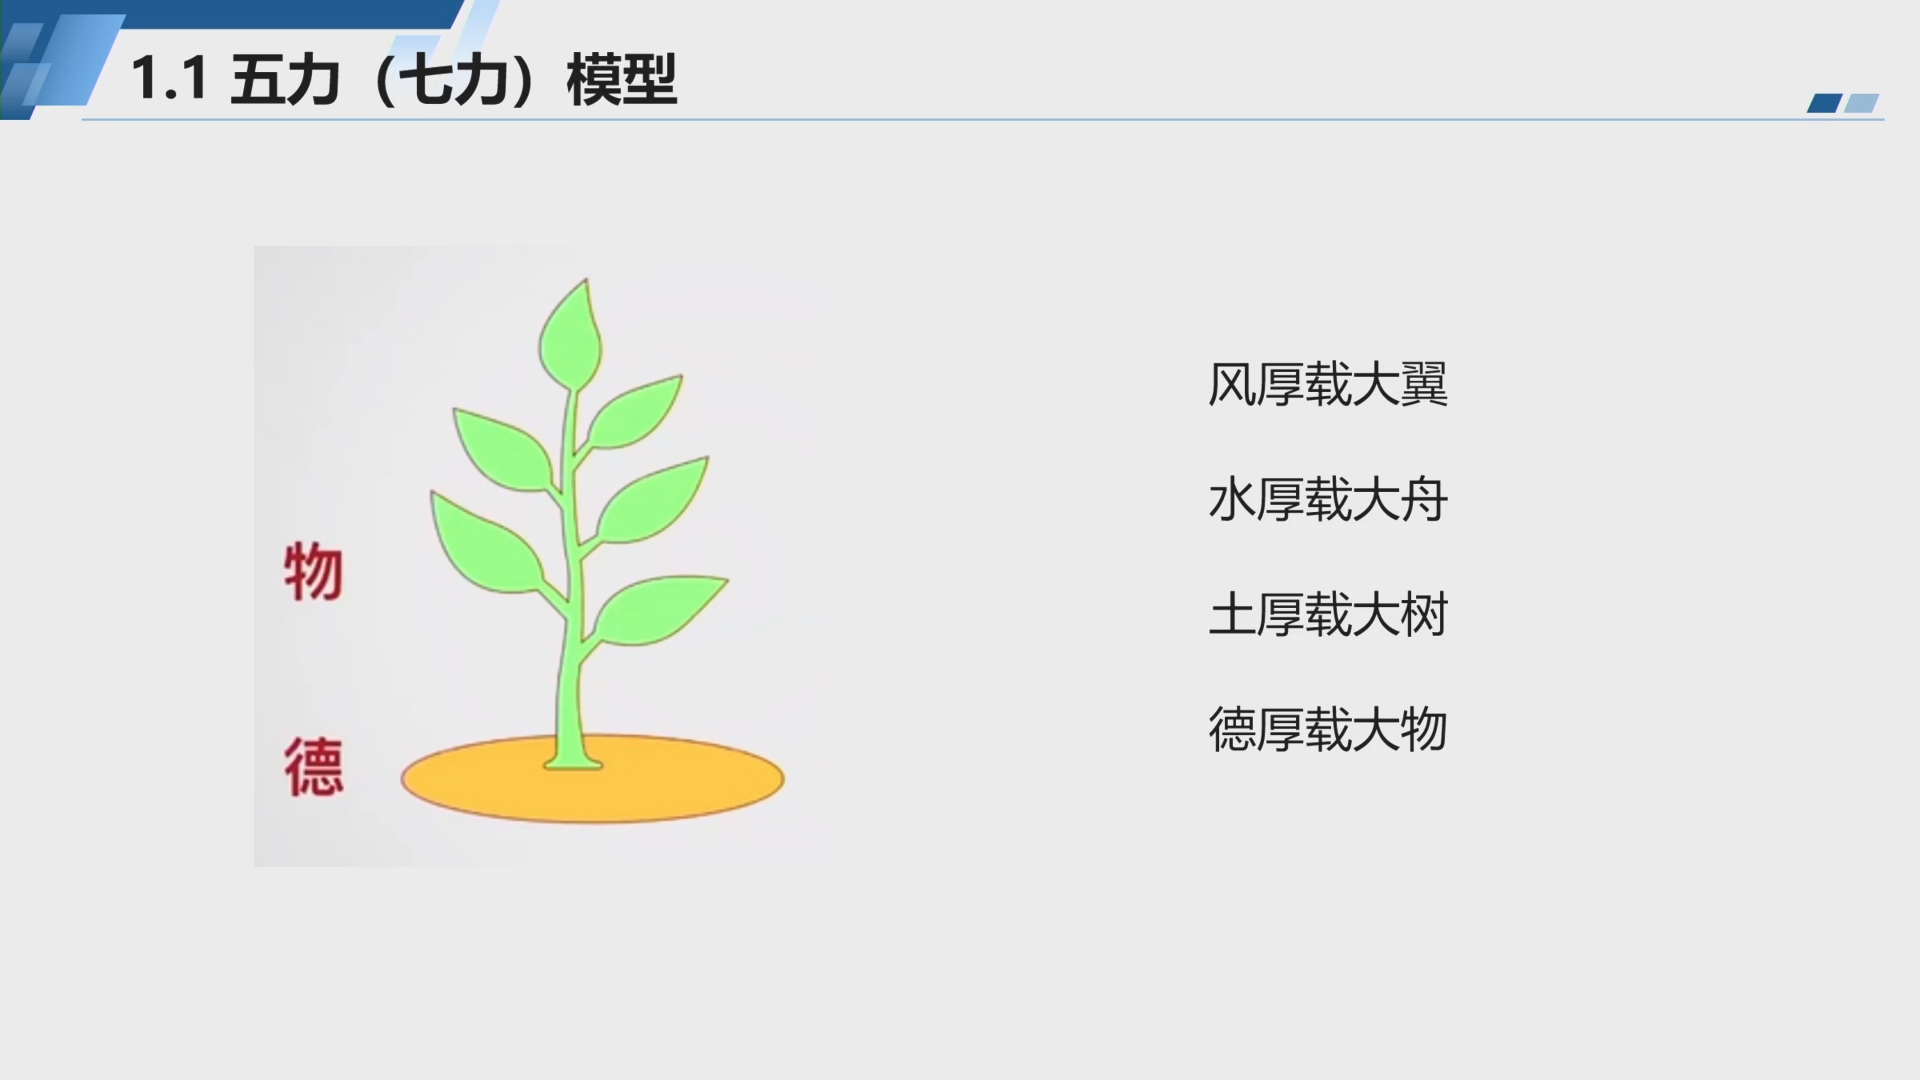 1.1 五力（七力）模型
物
德
风厚载大翼
水厚载大舟
土厚载大树
德厚载大物